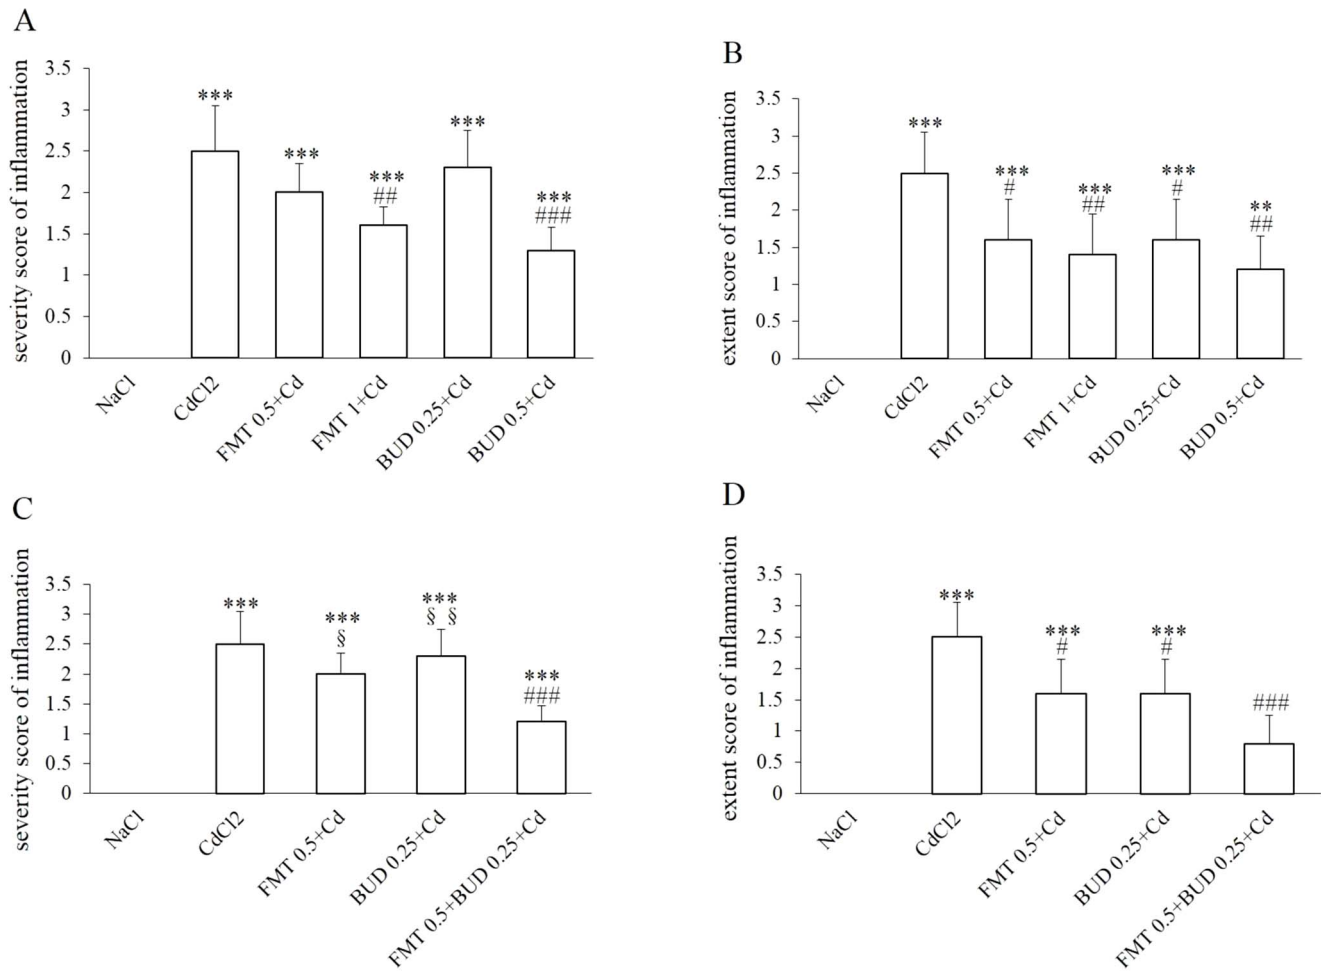 A
severity score of inflammation
3.5
3
2.5
2
1.5
1
0.5
0
***
***
***
##
***
***
###
NaCl
CdCl2
FMT 0.5+Cd
FMT 1+Cd
BUD 0.25+Cd
BUD 0.5+Cd
B
extent score of inflammation
3.5
3
2.5
2
1.5
1
0.5
0
***
***
#
***
##
***
#
**
##
NaCl
CdCl2
FMT 0.5+Cd
FMT 1+Cd
BUD 0.25+Cd
BUD 0.5+Cd
C
severity score of inflammation
3.5
3
2.5
2
1.5
1
0.5
0
***
***
§
***
§ §
***
###
NaCl
CdCl2
FMT 0.5+Cd
BUD 0.25+Cd
FMT 0.5+BUD 0.25+Cd
D
extent score of inflammation
3.5
3
2.5
2
1.5
1
0.5
0
***
***
#
***
#
###
NaCl
CdCl2
FMT 0.5+Cd
BUD 0.25+Cd
FMT 0.5+BUD 0.25+Cd